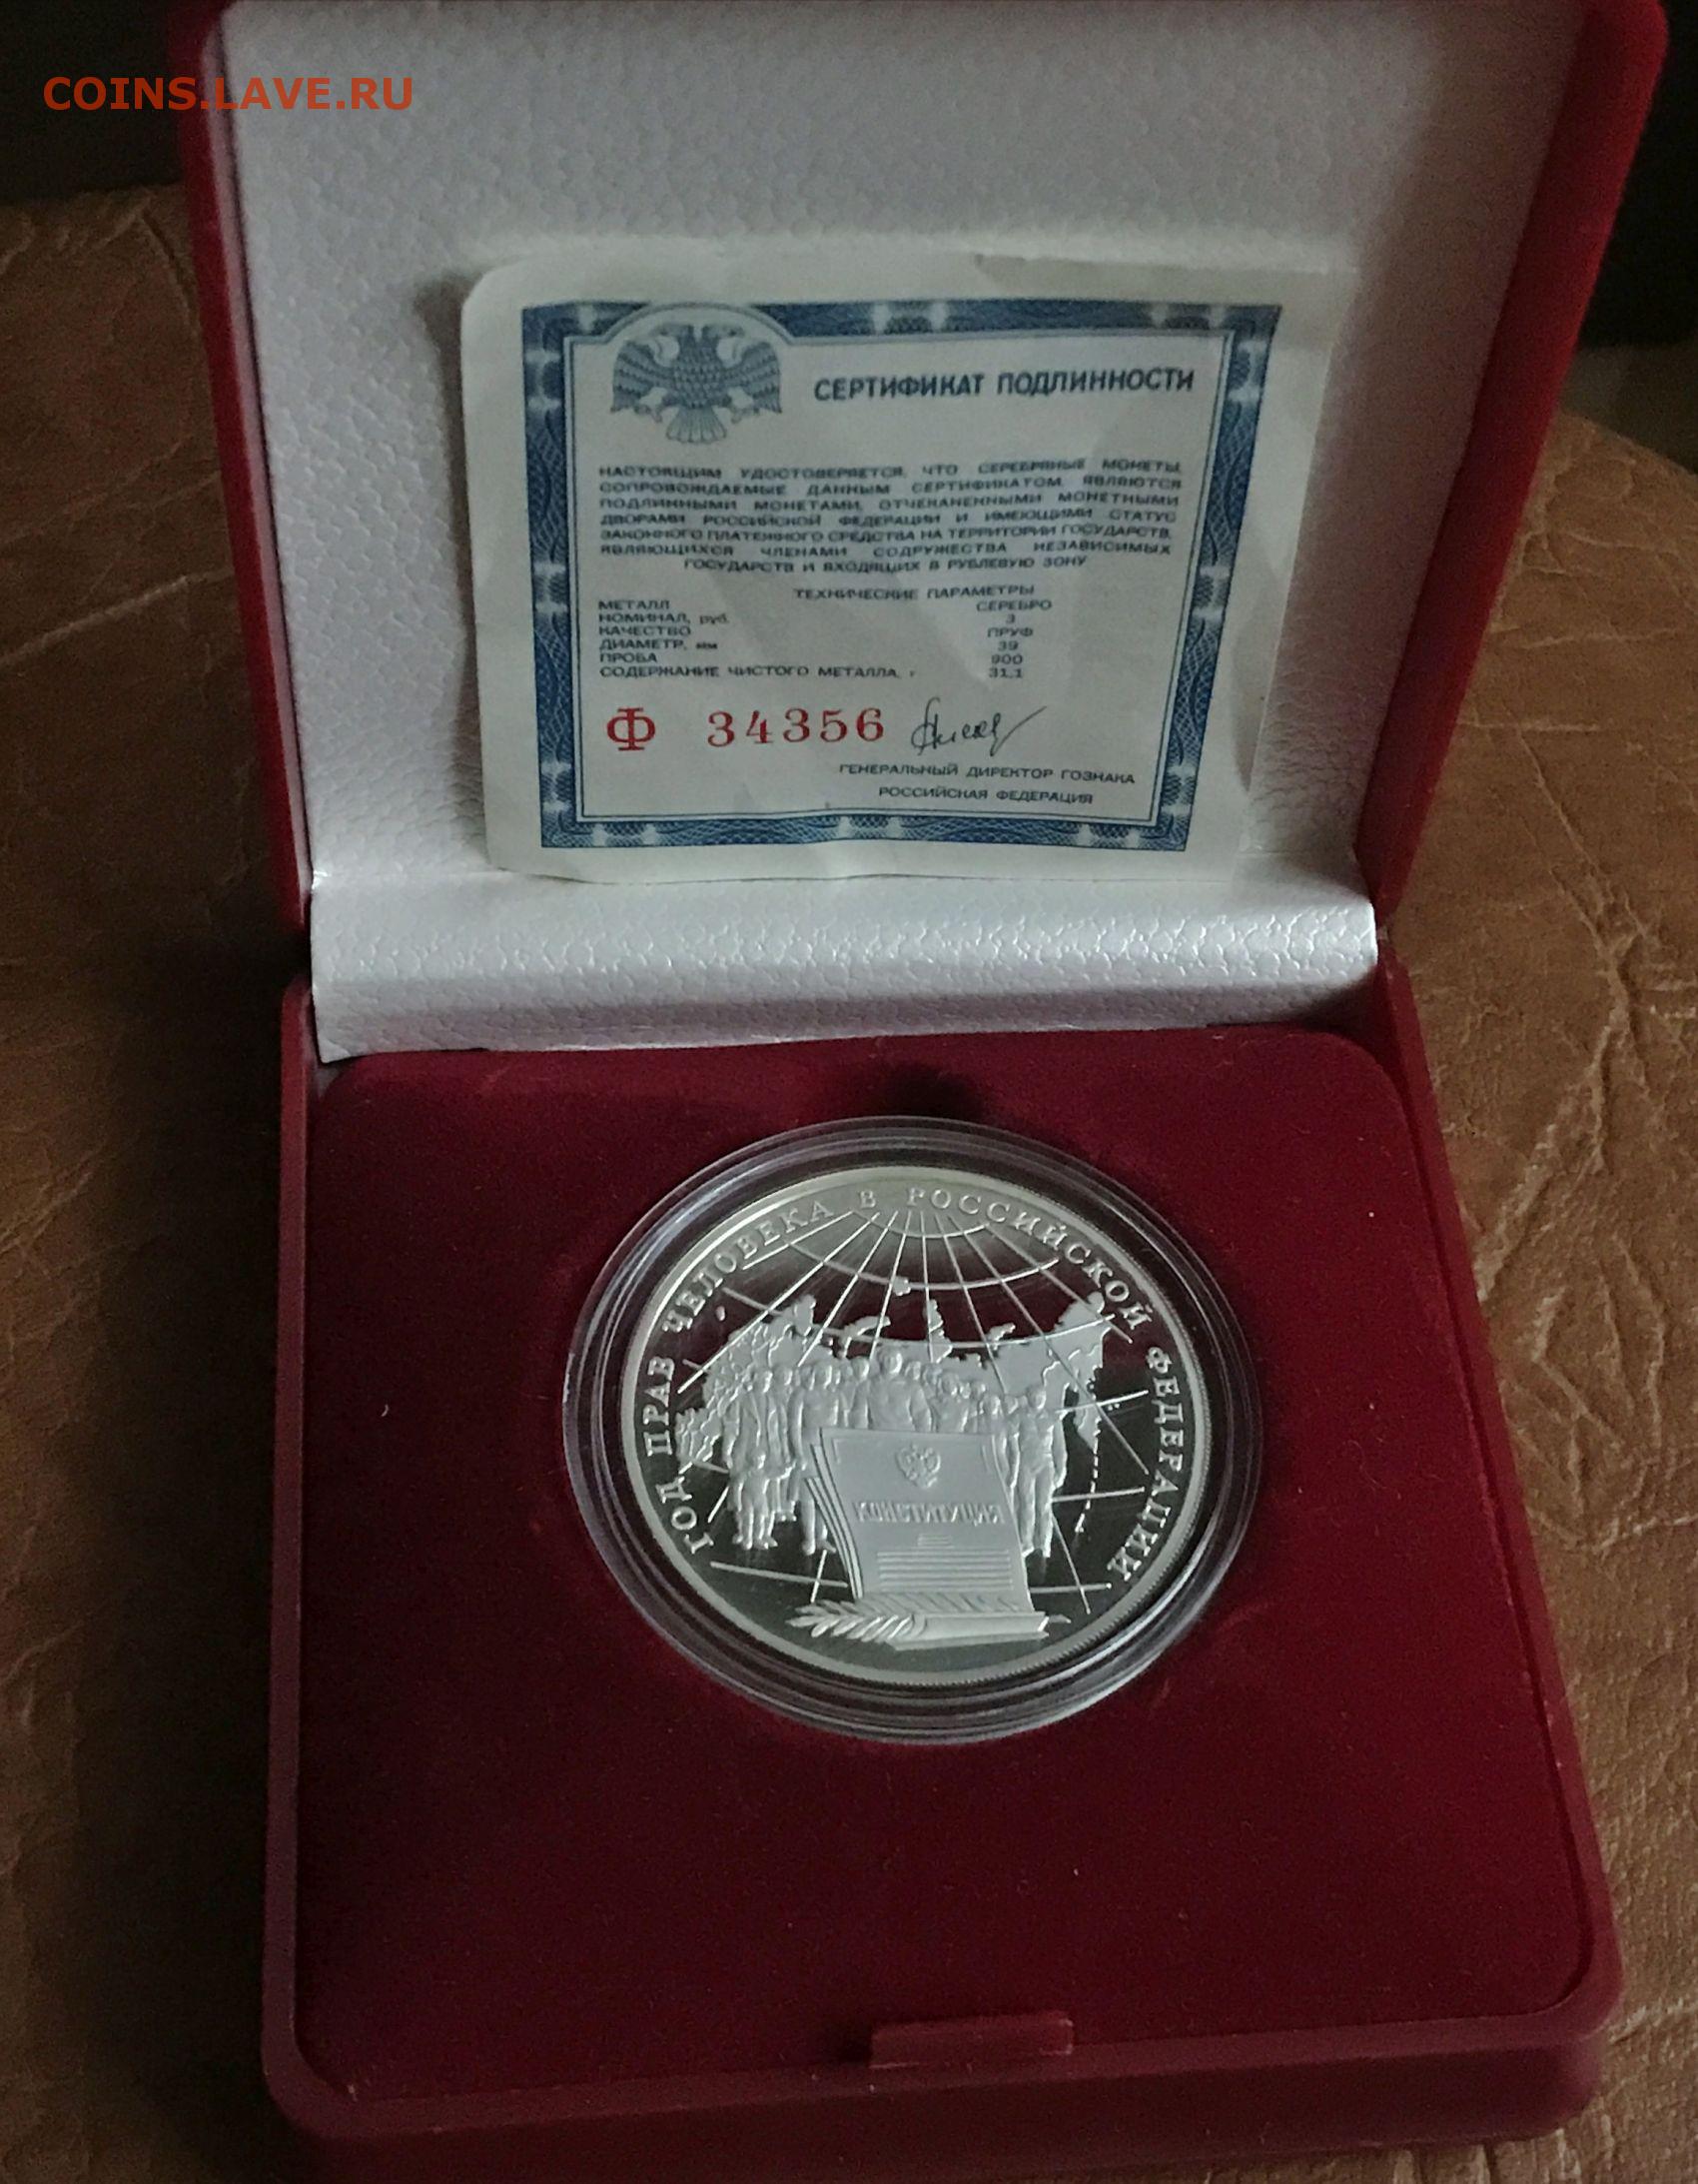 COINS.LAVE.RU
СЕРТИФИКАТ ПОДЛИННОСТИ
НАСТОЯЩИМ УДОСТОВЕРЯЕТСЯ, ЧТО СЕРЕБРЯНЫЕ МОНЕТЫ,
СОПРОВОЖДАЕМЫЕ ДАННЫМ СЕРТИФИКАТОМ, ЯВЛЯЮТСЯ
ПОДЛИННЫМИ МОНЕТАМИ, ОТЧЕКАНЕННЫМИ МОНЕТНЫМИ
ДВОРАМИ РОССИЙСКОЙ ФЕДЕРАЦИИ И ИМЕЮЩИМИ СТАТУС
ЗАКОННОГО ПЛАТЕЖНОГО СРЕДСТВА НА ТЕРРИТОРИИ ГОСУДАРСТВ,
ЯВЛЯЮЩИХСЯ ЧЛЕНАМИ СОДРУЖЕСТВА НЕЗАВИСИМЫХ
ГОСУДАРСТВ И ВХОДЯЩИХ В РУБЛЕВУЮ ЗОНУ
ТЕХНИЧЕСКИЕ ПАРАМЕТРЫ
МЕТАЛЛ СЕРЕБРО
НОМИНАЛ, руб. 3
КАЧЕСТВО ПРУФ
ДИАМЕТР, мм 39
ПРОБА 900
СОДЕРЖАНИЕ ЧИСТОГО МЕТАЛЛА, г 31,1
Ф 34356
ГЕНЕРАЛЬНЫЙ ДИРЕКТОР ГОЗНАКА
РОССИЙСКАЯ ФЕДЕРАЦИЯ
ГОД ПРАВ ЧЕЛОВЕКА В РОССИЙСКОЙ ФЕДЕРАЦИИ
КОНСТИТУЦИЯ